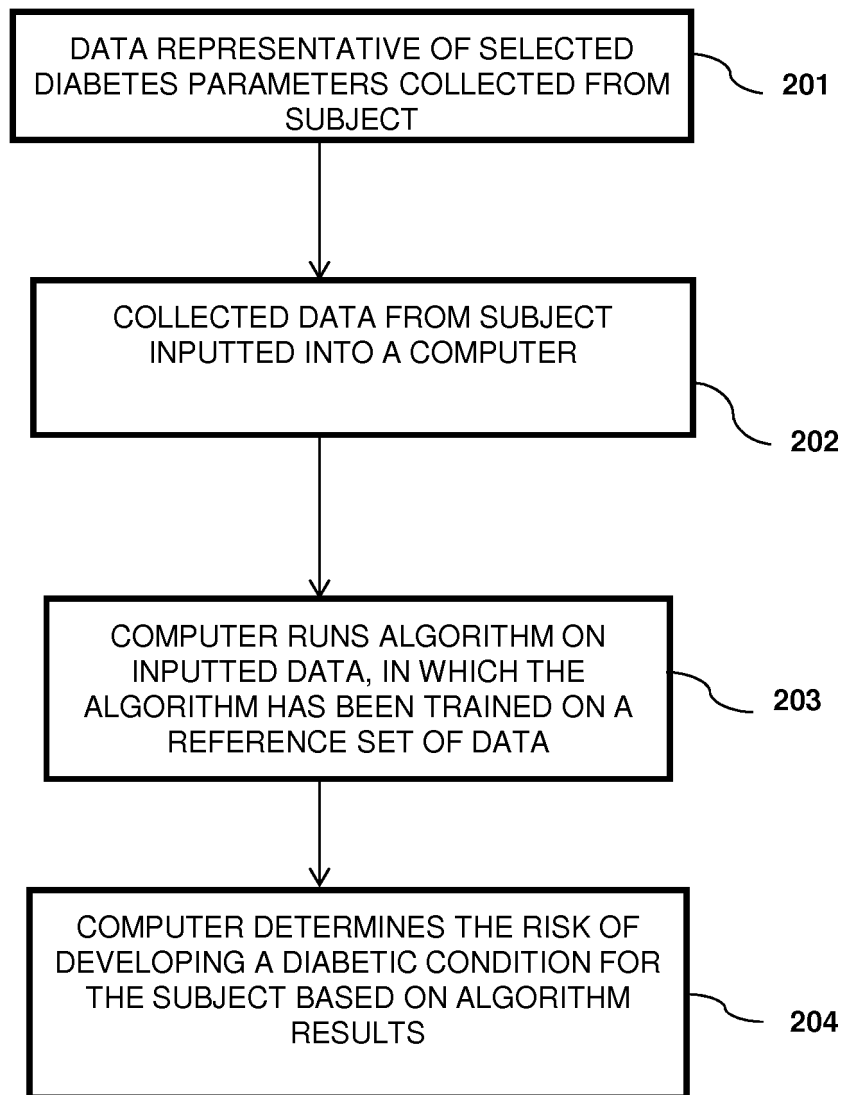 DATA REPRESENTATIVE OF SELECTED
DIABETES PARAMETERS COLLECTED FROM
SUBJECT
201
COLLECTED DATA FROM SUBJECT
INPUTTED INTO A COMPUTER
202
COMPUTER RUNS ALGORITHM ON
INPUTTED DATA, IN WHICH THE
ALGORITHM HAS BEEN TRAINED ON A
REFERENCE SET OF DATA
203
COMPUTER DETERMINES THE RISK OF
DEVELOPING A DIABETIC CONDITION FOR
THE SUBJECT BASED ON ALGORITHM
RESULTS
204